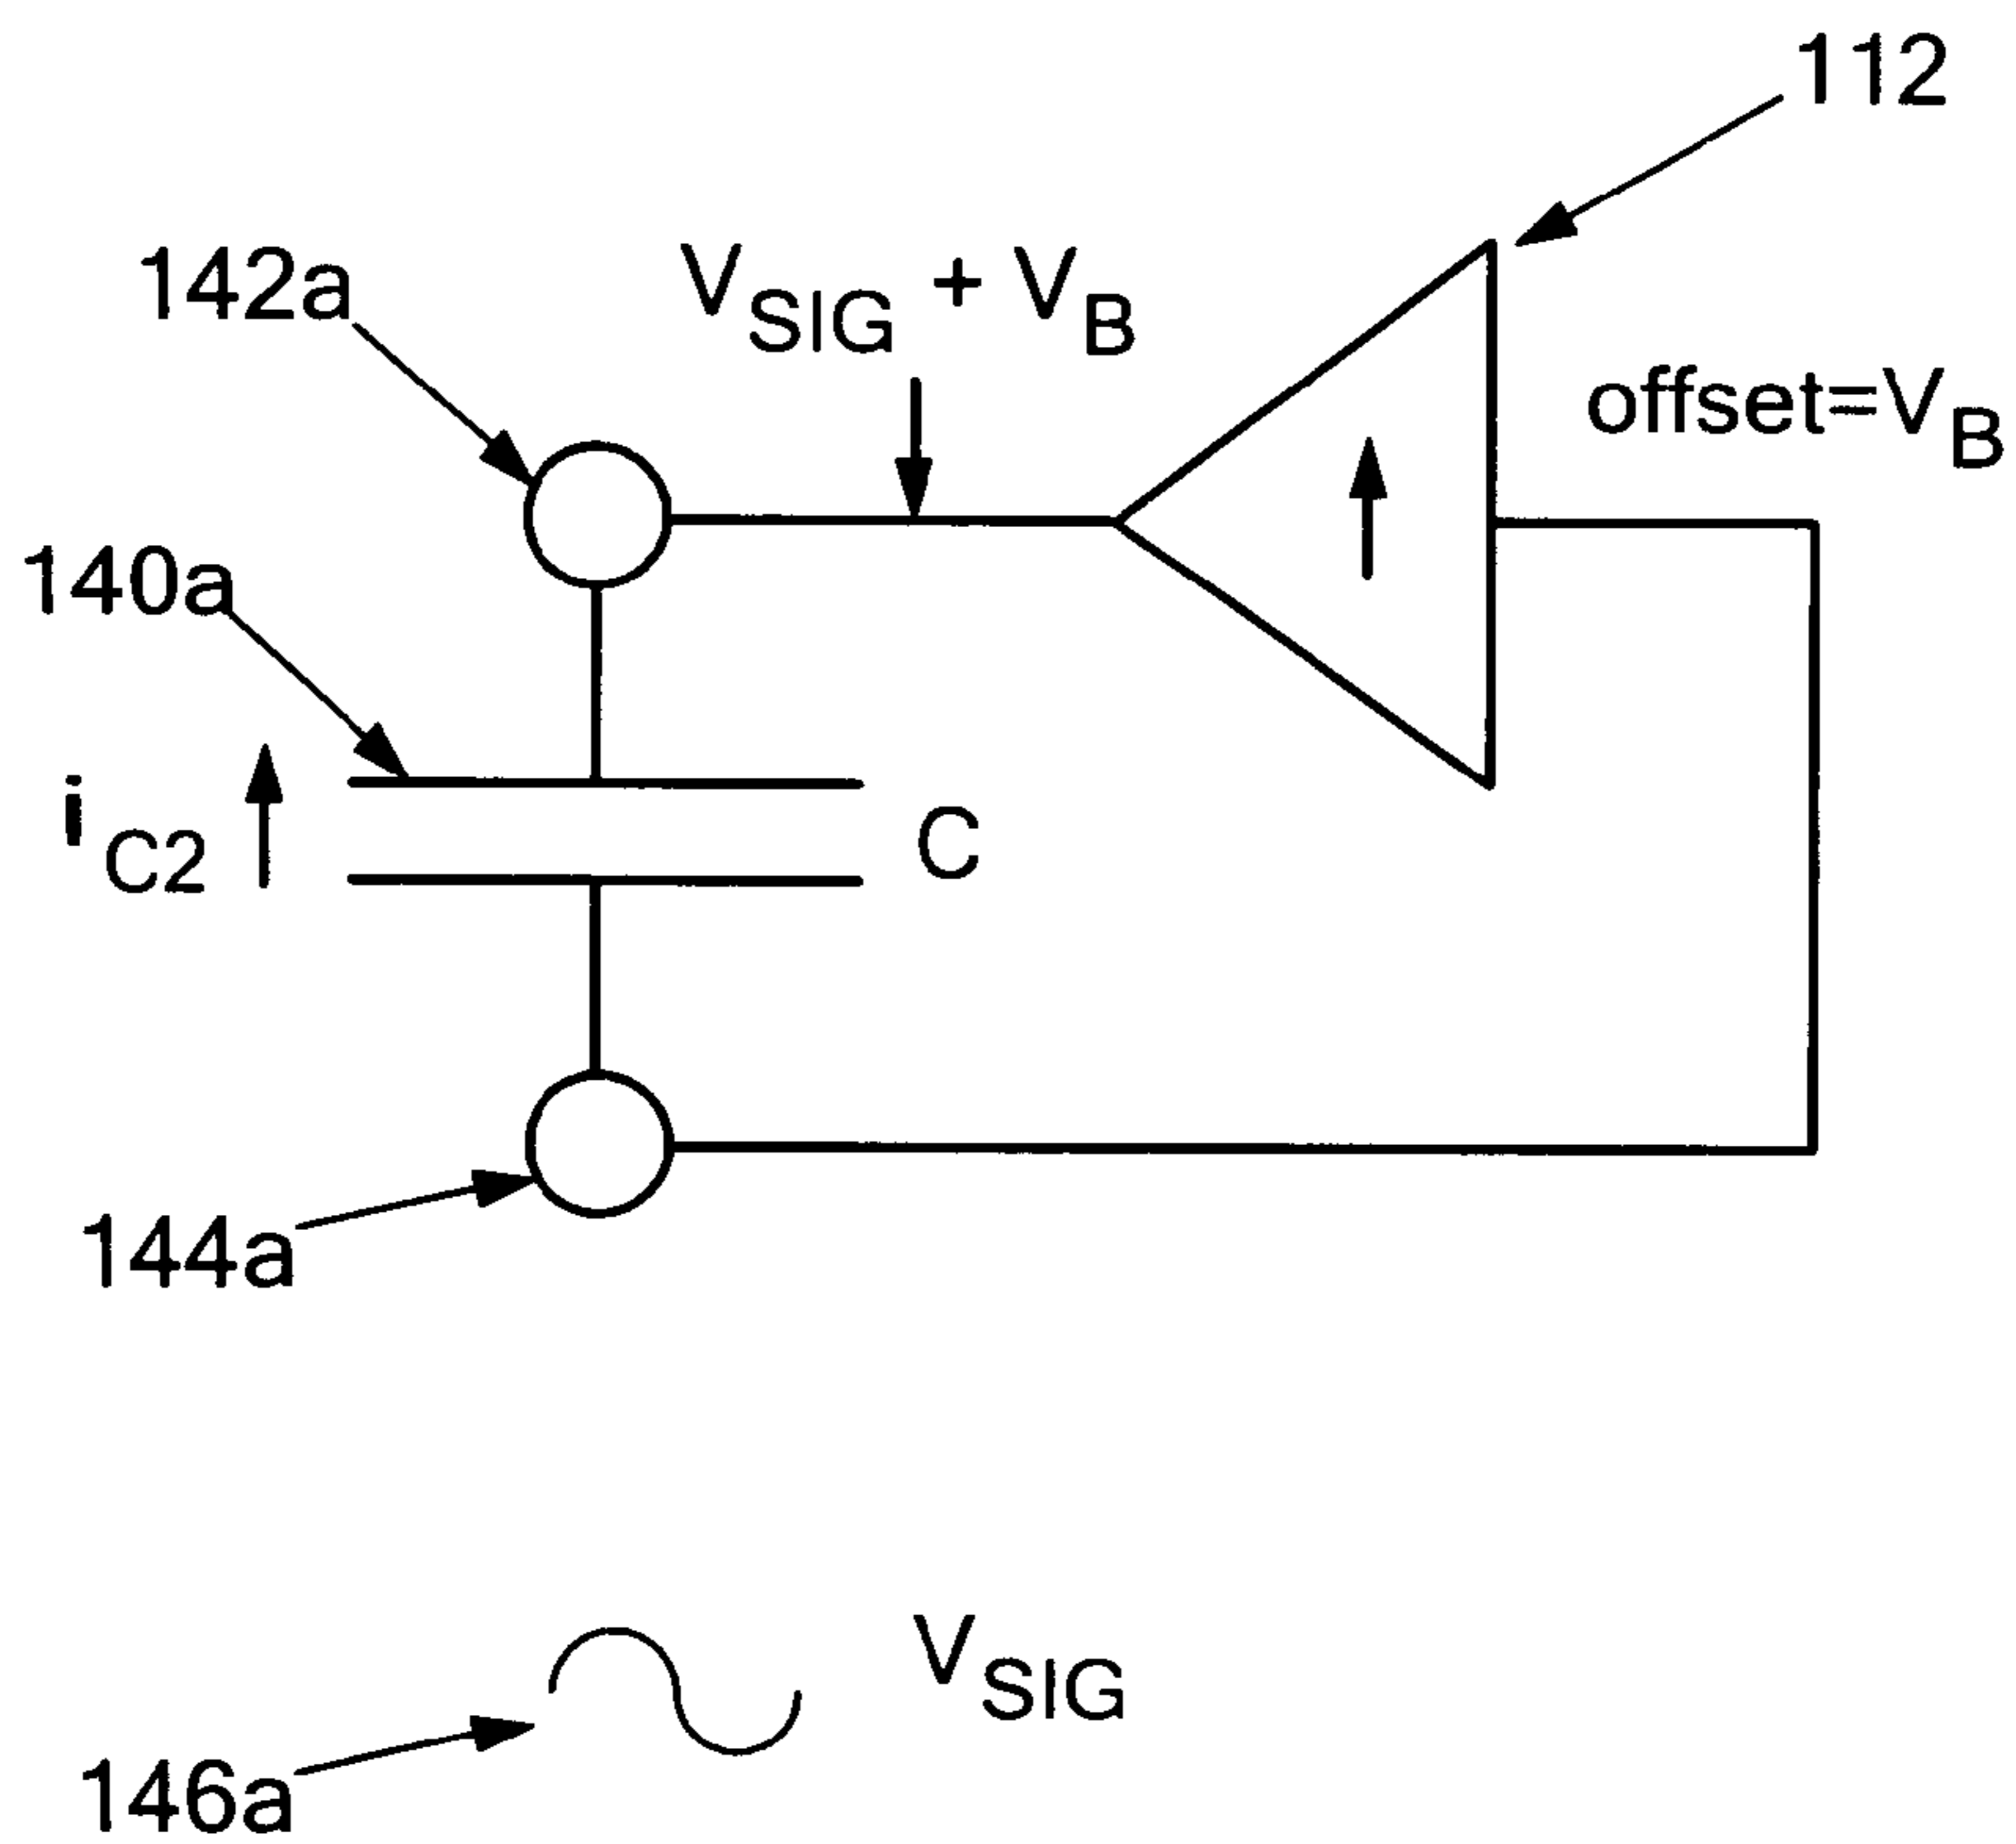 112
142a
V_SIG + V_B
offset=V_B
140a
i_C2
C
144a
V_SIG
146a